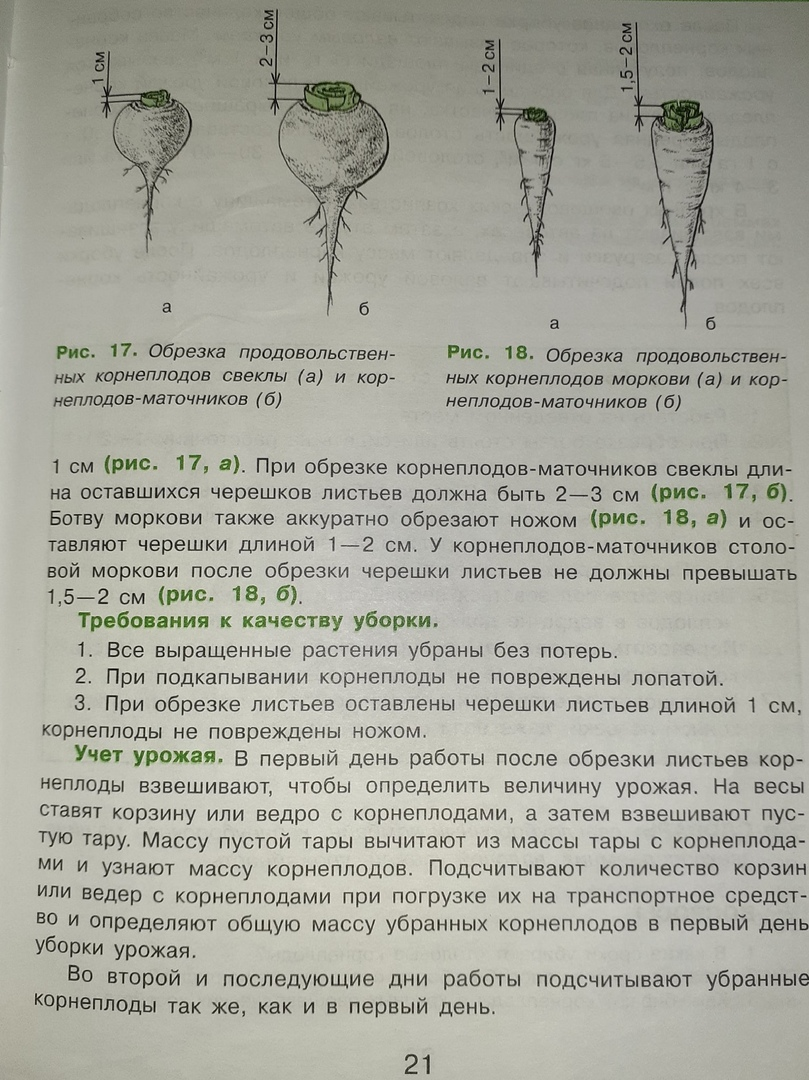 1 см
2–3 см
1–2 см
1,5–2 см
а
б
а
б
Рис. 17. Обрезка продовольствен-
ных корнеплодов свеклы (а) и кор-
неплодов-маточников (б)
Рис. 18. Обрезка продовольствен-
ных корнеплодов моркови (а) и кор-
неплодов-маточников (б)
1 см (рис. 17, а). При обрезке корнеплодов-маточников свеклы дли-
на оставшихся черешков листьев должна быть 2—3 см (рис. 17, б).
Ботву моркови также аккуратно обрезают ножом (рис. 18, а) и ос-
тавляют черешки длиной 1—2 см. У корнеплодов-маточников столо-
вой моркови после обрезки черешки листьев не должны превышать
1,5—2 см (рис. 18, б).
Требования к качеству уборки.
1. Все выращенные растения убраны без потерь.
2. При подкапывании корнеплоды не повреждены лопатой.
3. При обрезке листьев оставлены черешки листьев длиной 1 см,
корнеплоды не повреждены ножом.
Учет урожая. В первый день работы после обрезки листьев кор-
неплоды взвешивают, чтобы определить величину урожая. На весы
ставят корзину или ведро с корнеплодами, а затем взвешивают пус-
тую тару. Массу пустой тары вычитают из массы тары с корнеплода-
ми и узнают массу корнеплодов. Подсчитывают количество корзин
или ведер с корнеплодами при погрузке их на транспортное средст-
во и определяют общую массу убранных корнеплодов в первый день
уборки урожая.
Во второй и последующие дни работы подсчитывают убранные
корнеплоды так же, как и в первый день.
21